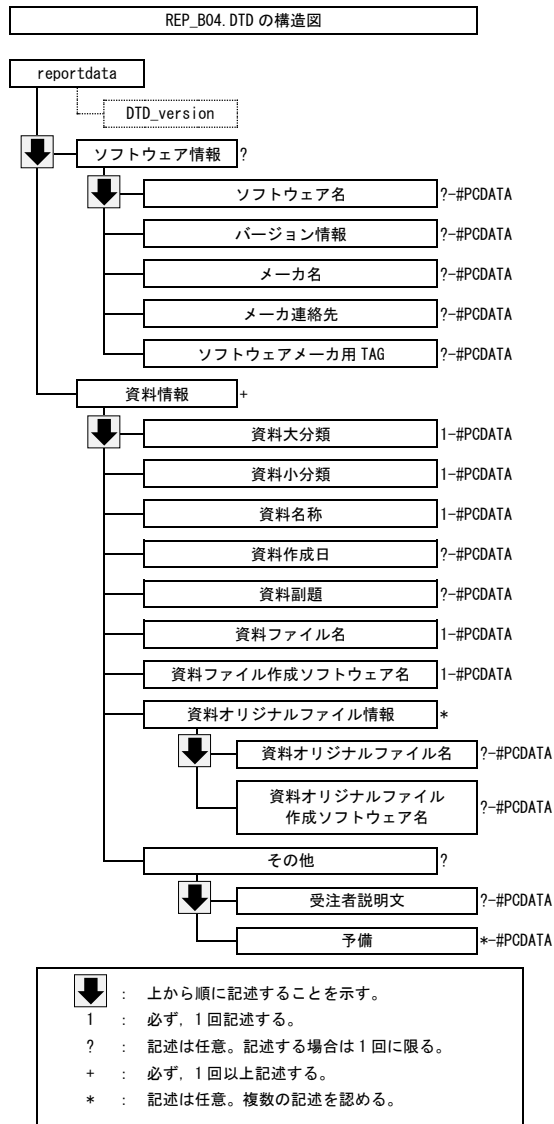 REP_B04.DTD の構造図
reportdata
DTD_version
ソフトウェア情報 ?
ソフトウェア名 ?-#PCDATA
バージョン情報 ?-#PCDATA
メーカ名 ?-#PCDATA
メーカ連絡先 ?-#PCDATA
ソフトウェアメーカ用 TAG ?-#PCDATA
資料情報 +
資料大分類 1-#PCDATA
資料小分類 1-#PCDATA
資料名称 1-#PCDATA
資料作成日 ?-#PCDATA
資料副題 ?-#PCDATA
資料ファイル名 1-#PCDATA
資料ファイル作成ソフトウェア名 1-#PCDATA
資料オリジナルファイル情報 *
資料オリジナルファイル名 ?-#PCDATA
資料オリジナルファイル
作成ソフトウェア名 ?-#PCDATA
その他 ?
受注者説明文 ?-#PCDATA
予備 *-#PCDATA
: 上から順に記述することを示す。
1 : 必ず，1 回記述する。
? : 記述は任意。記述する場合は 1 回に限る。
+ : 必ず，1 回以上記述する。
* : 記述は任意。複数の記述を認める。